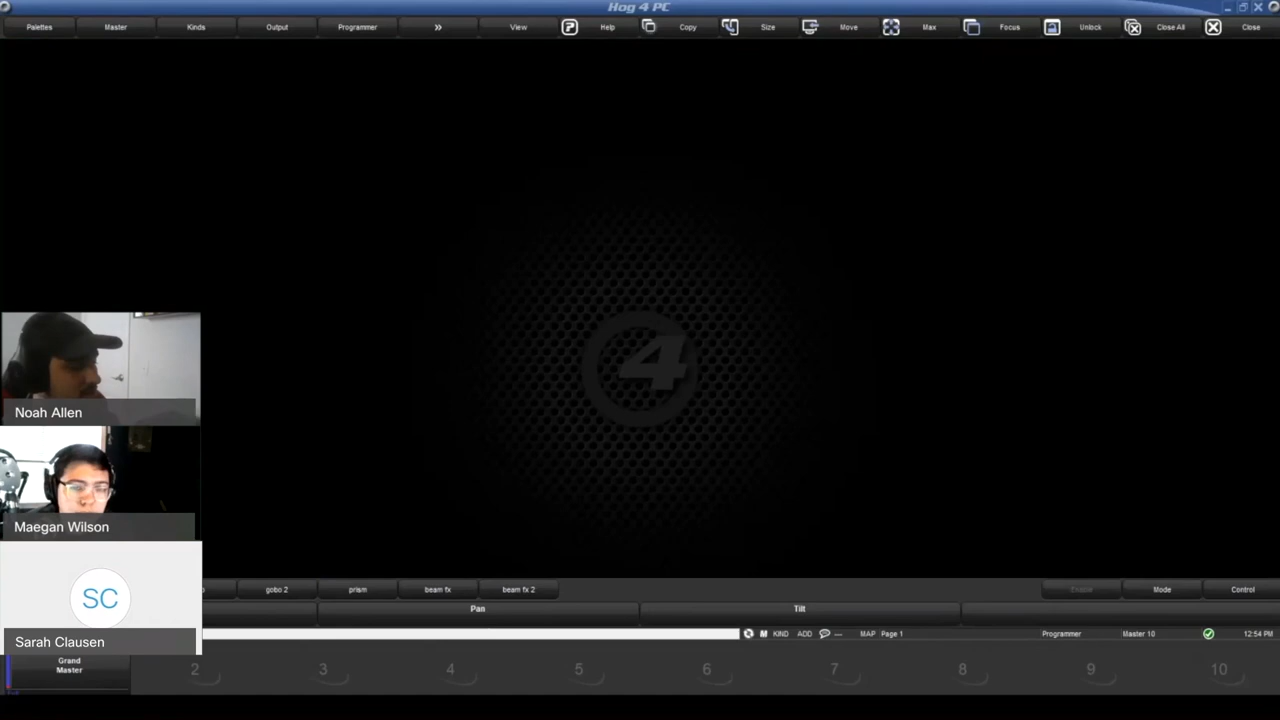 Hog 4 PC
Palettes Master Kinds Output Programmer » View ? Help Copy Size Move Max Focus Unlock Close All Close
4
Noah Allen
Maegan Wilson
SC
Sarah Clausen
gobo 2 prism beam fx beam fx 2 Enable Mode Control
Pan Tilt
M KIND ADD — MAP Page 1 Programmer Master 10 12:54 PM
Grand
Master
2 3 4 5 6 7 8 9 10